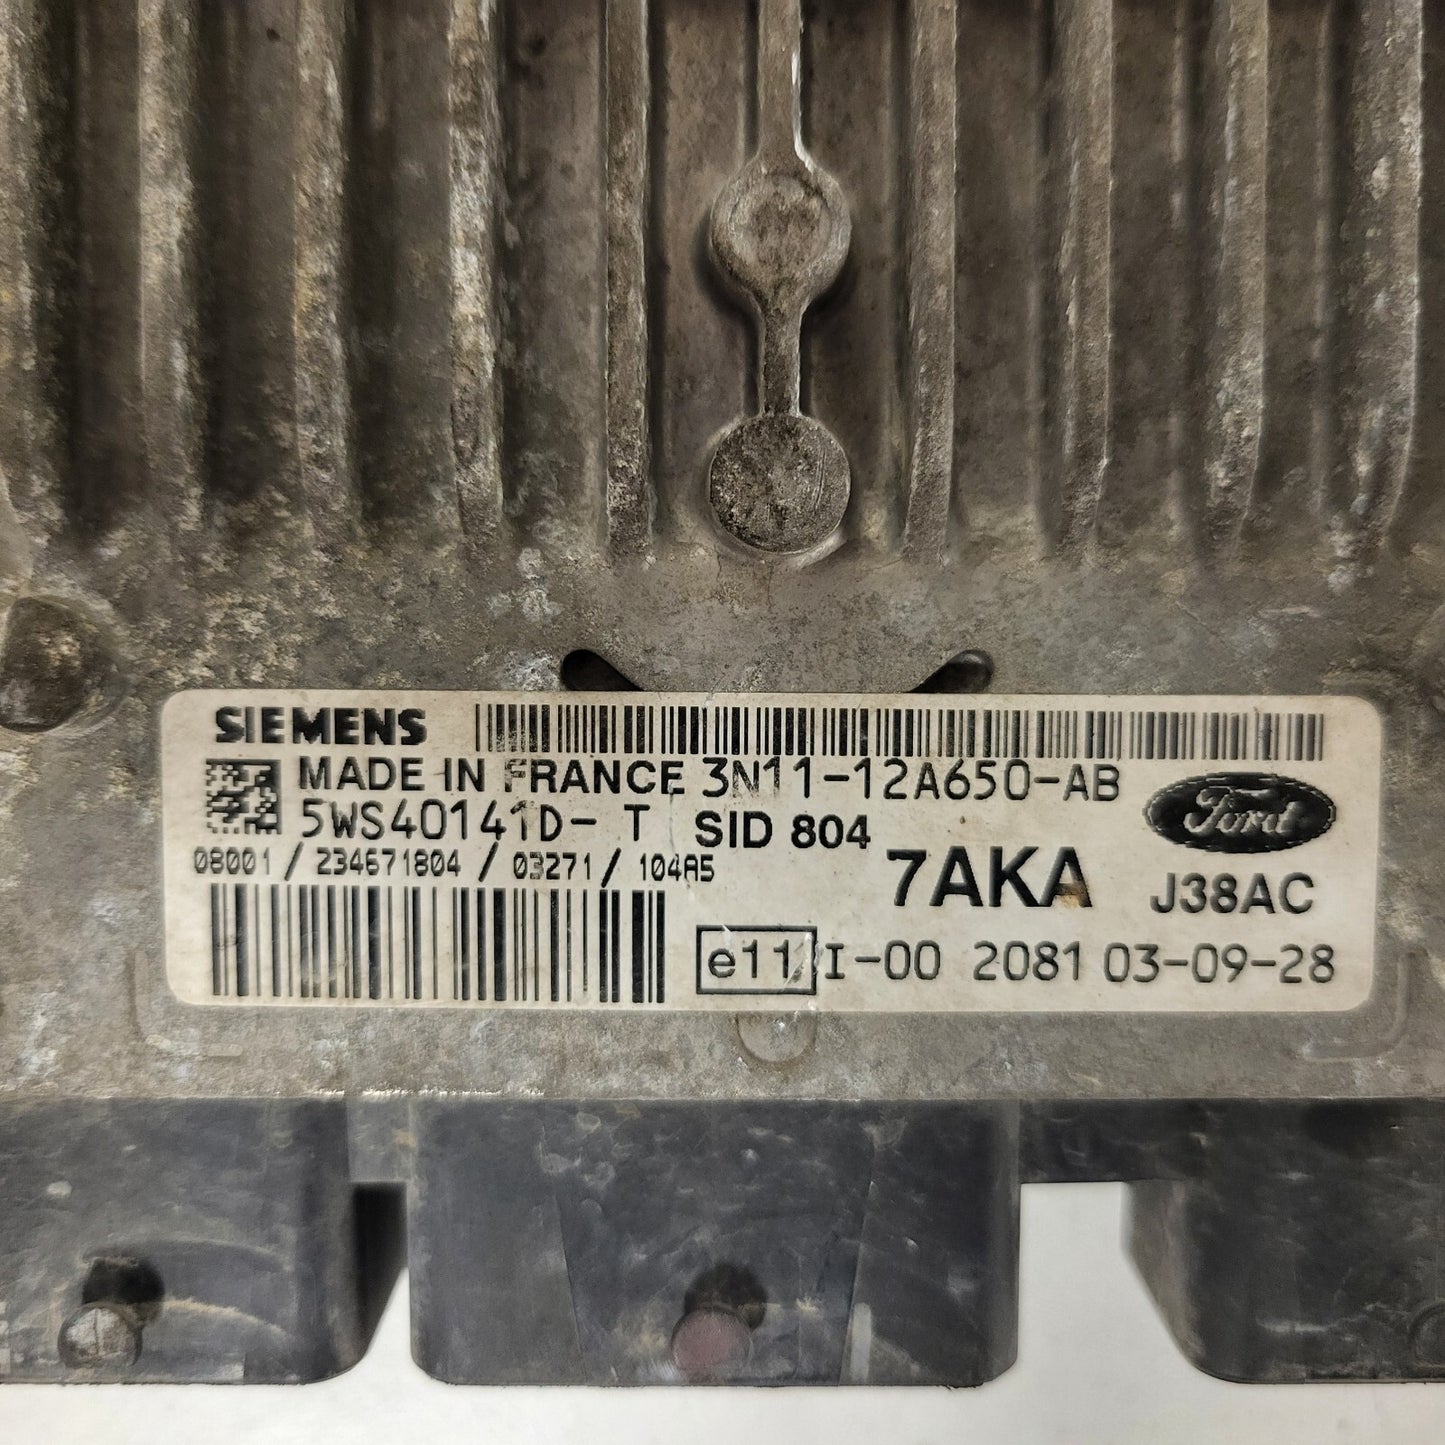 SIEMENS
MADE IN FRANCE 3N11-12A650-AB
5WS40141D- T SID 804
Ford
08001 / 234671804 / 03271 / 104A5
7AKA J38AC
e11 I-00 2081 03-09-28